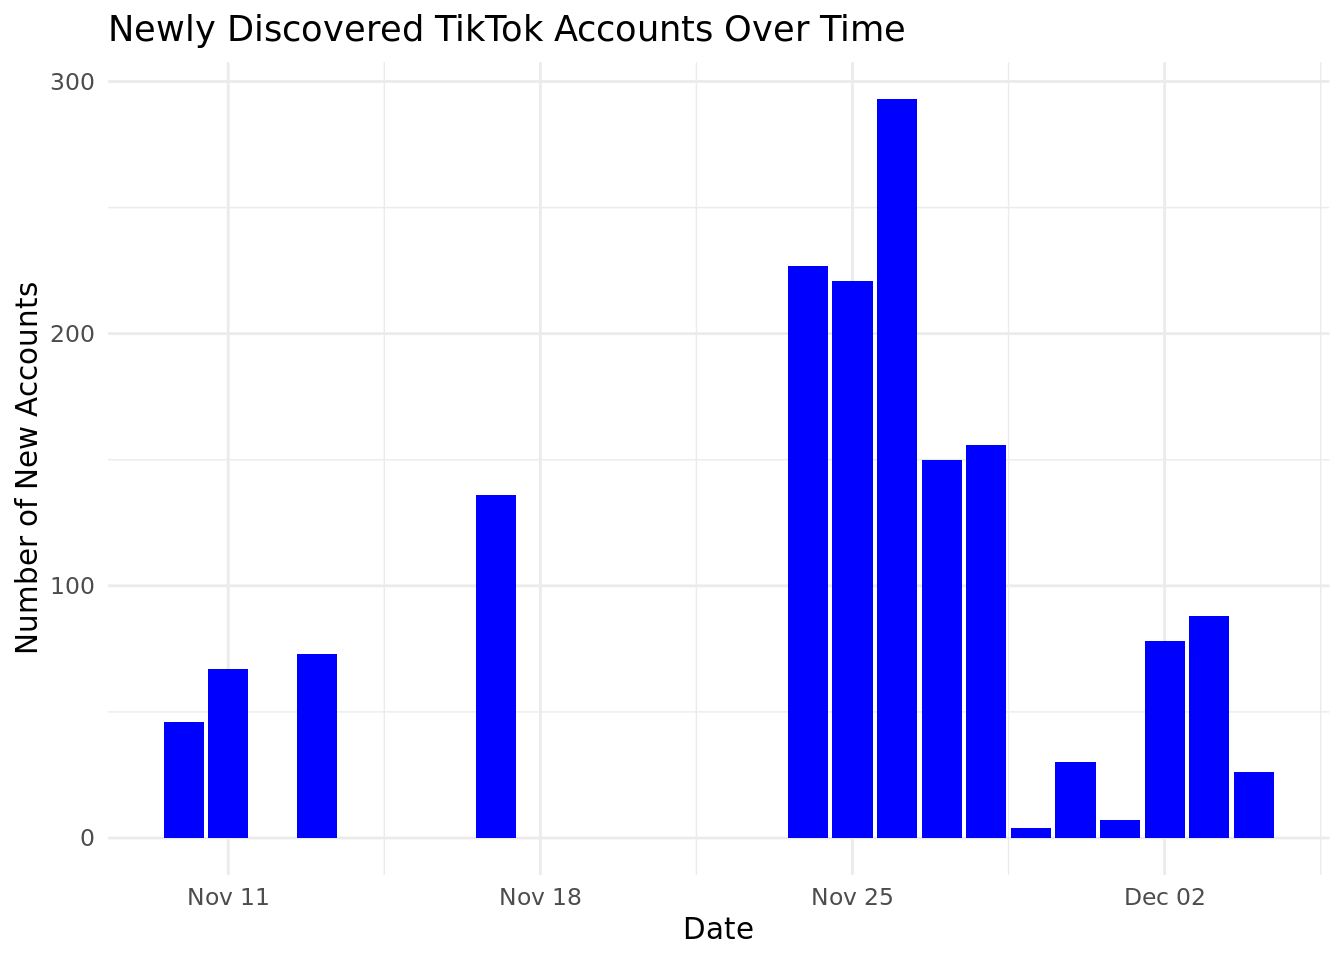 Newly Discovered TikTok Accounts Over Time
Number of New Accounts
300
200
100
0
Nov 11
Nov 18
Nov 25
Dec 02
Date